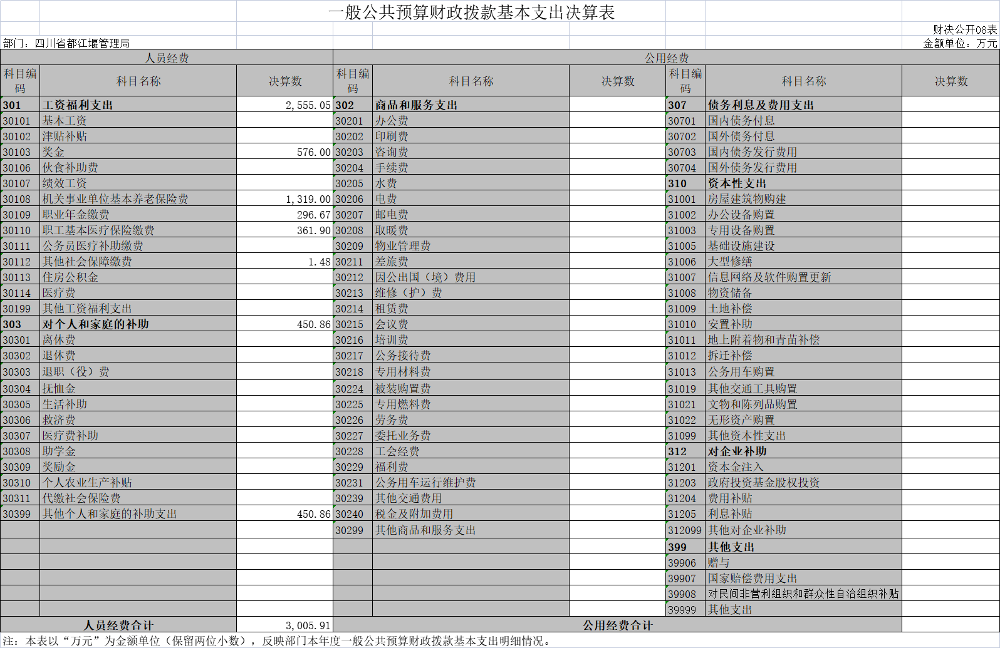 一般公共预算财政拨款基本支出决算表
财决公开08表
部门：四川省都江堰管理局 金额单位：万元
人员经费 公用经费
科目编码 科目名称 决算数 科目编码 科目名称 决算数 科目编码 科目名称 决算数
301 工资福利支出 2,555.05 302 商品和服务支出 307 债务利息及费用支出
30101 基本工资 30201 办公费 30701 国内债务付息
30102 津贴补贴 30202 印刷费 30702 国外债务付息
30103 奖金 576.00 30203 咨询费 30703 国内债务发行费用
30106 伙食补助费 30204 手续费 30704 国外债务发行费用
30107 绩效工资 30205 水费 310 资本性支出
30108 机关事业单位基本养老保险费 1,319.00 30206 电费 31001 房屋建筑物购建
30109 职业年金缴费 296.67 30207 邮电费 31002 办公设备购置
30110 职工基本医疗保险缴费 361.90 30208 取暖费 31003 专用设备购置
30111 公务员医疗补助缴费 30209 物业管理费 31005 基础设施建设
30112 其他社会保障缴费 1.48 30211 差旅费 31006 大型修缮
30113 住房公积金 30212 因公出国（境）费用 31007 信息网络及软件购置更新
30114 医疗费 30213 维修（护）费 31008 物资储备
30199 其他工资福利支出 30214 租赁费 31009 土地补偿
303 对个人和家庭的补助 450.86 30215 会议费 31010 安置补助
30301 离休费 30216 培训费 31011 地上附着物和青苗补偿
30302 退休费 30217 公务接待费 31012 拆迁补偿
30303 退职（役）费 30218 专用材料费 31013 公务用车购置
30304 抚恤金 30224 被装购置费 31019 其他交通工具购置
30305 生活补助 30225 专用燃料费 31021 文物和陈列品购置
30306 救济费 30226 劳务费 31022 无形资产购置
30307 医疗费补助 30227 委托业务费 31099 其他资本性支出
30308 助学金 30228 工会经费 312 对企业补助
30309 奖励金 30229 福利费 31201 资本金注入
30310 个人农业生产补贴 30231 公务用车运行维护费 31203 政府投资基金股权投资
30311 代缴社会保险费 30239 其他交通费用 31204 费用补贴
30399 其他个人和家庭的补助支出 450.86 30240 税金及附加费用 31205 利息补贴
30299 其他商品和服务支出 312099 其他对企业补助
399 其他支出
39906 赠与
39907 国家赔偿费用支出
39908 对民间非营利组织和群众性自治组织补贴
39999 其他支出
人员经费合计 3,005.91 公用经费合计
注：本表以“万元”为金额单位（保留两位小数），反映部门本年度一般公共预算财政拨款基本支出明细情况。